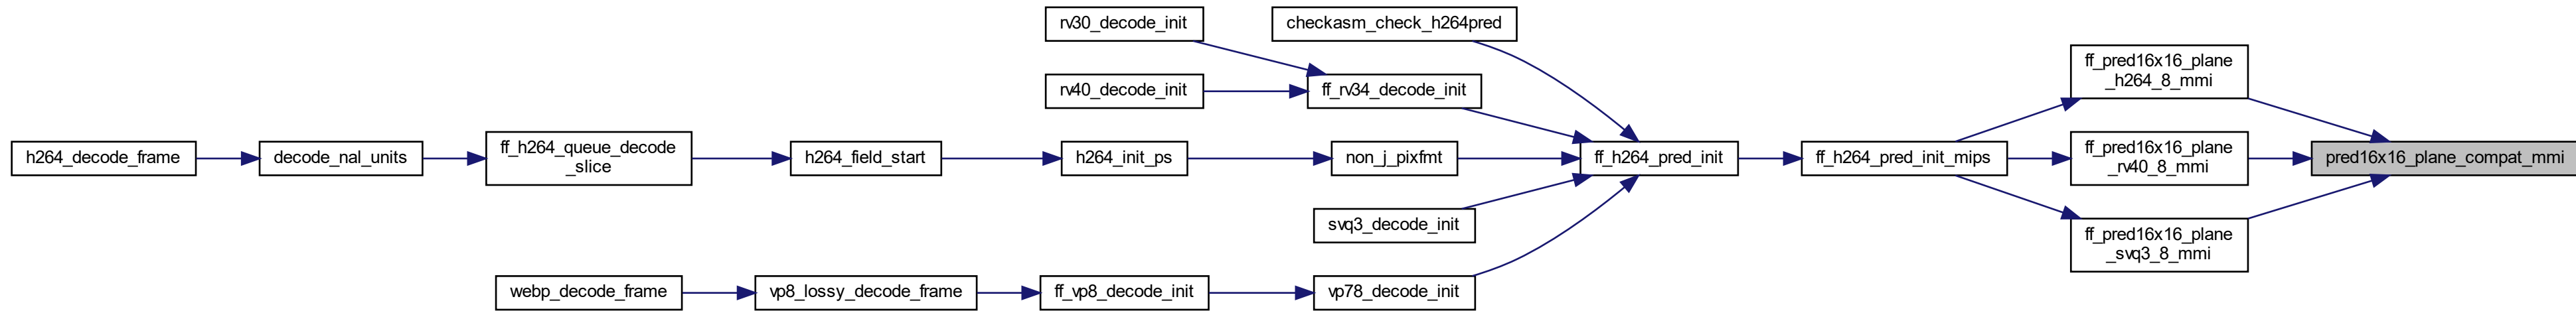 rv30_decode_init
checkasm_check_h264pred
ff_pred16x16_plane
_h264_8_mmi
rv40_decode_init
ff_rv34_decode_init
h264_decode_frame
decode_nal_units
ff_h264_queue_decode
_slice
h264_field_start
h264_init_ps
non_j_pixfmt
ff_h264_pred_init
ff_h264_pred_init_mips
ff_pred16x16_plane
_rv40_8_mmi
pred16x16_plane_compat_mmi
svq3_decode_init
ff_pred16x16_plane
_svq3_8_mmi
webp_decode_frame
vp8_lossy_decode_frame
ff_vp8_decode_init
vp78_decode_init